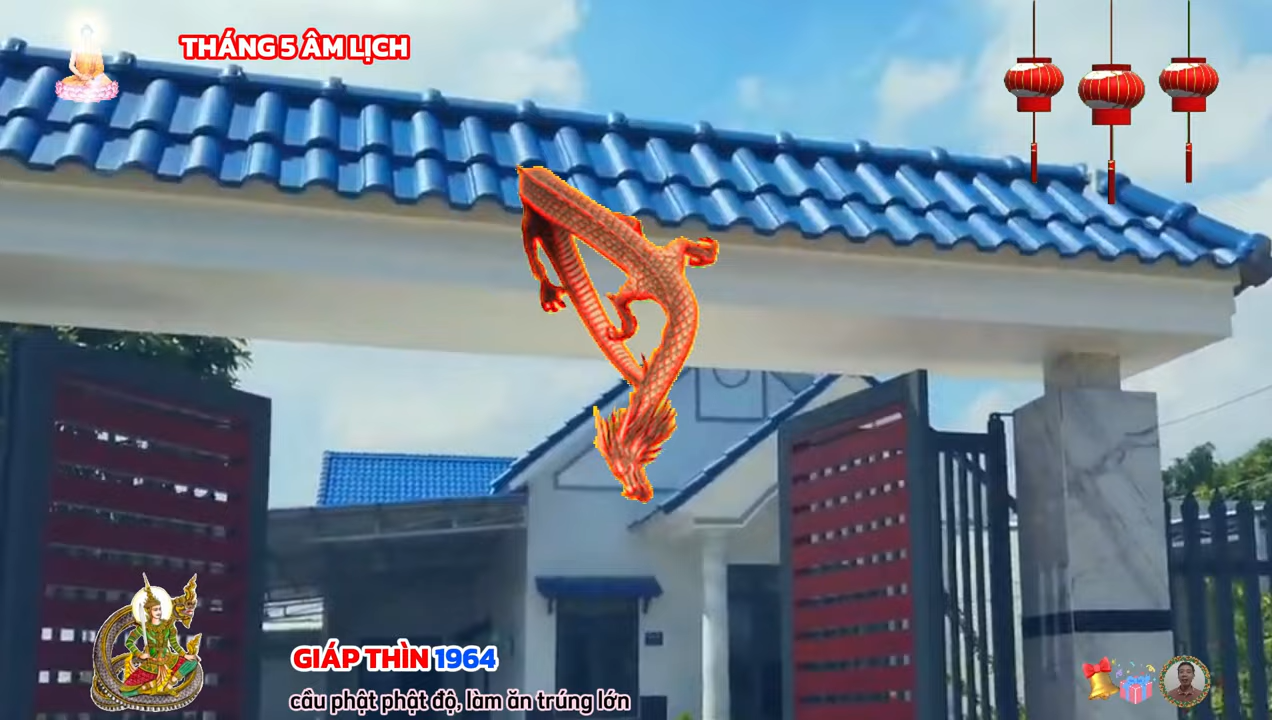 THÁNG 5 ÂM LỊCH
GIÁP THÌN 1964
cầu phật phật độ, làm ăn trúng lớn